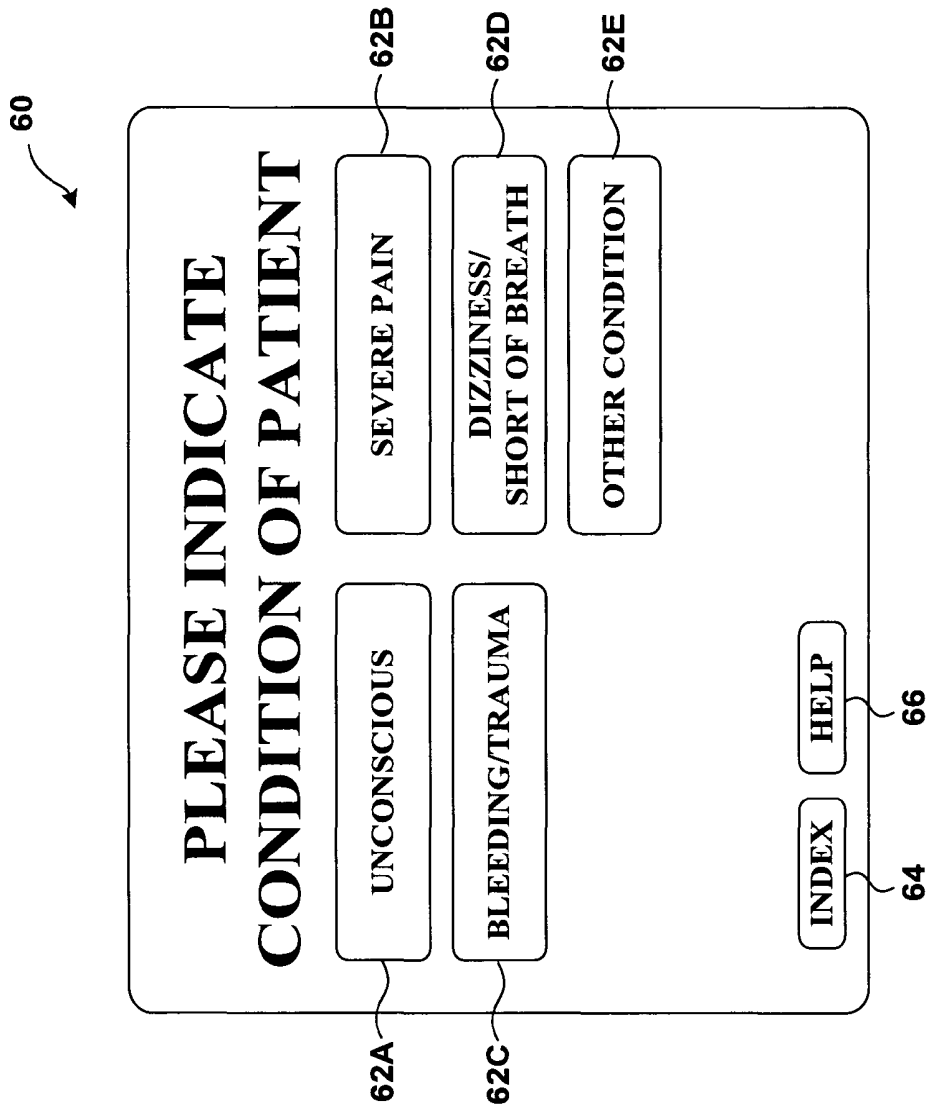 60
PLEASE INDICATE
CONDITION OF PATIENT
62A
UNCONSCIOUS
SEVERE PAIN
62B
62C
BLEEDING/TRAUMA
DIZZINESS/
SHORT OF BREATH
62D
OTHER CONDITION
62E
INDEX
HELP
64
66